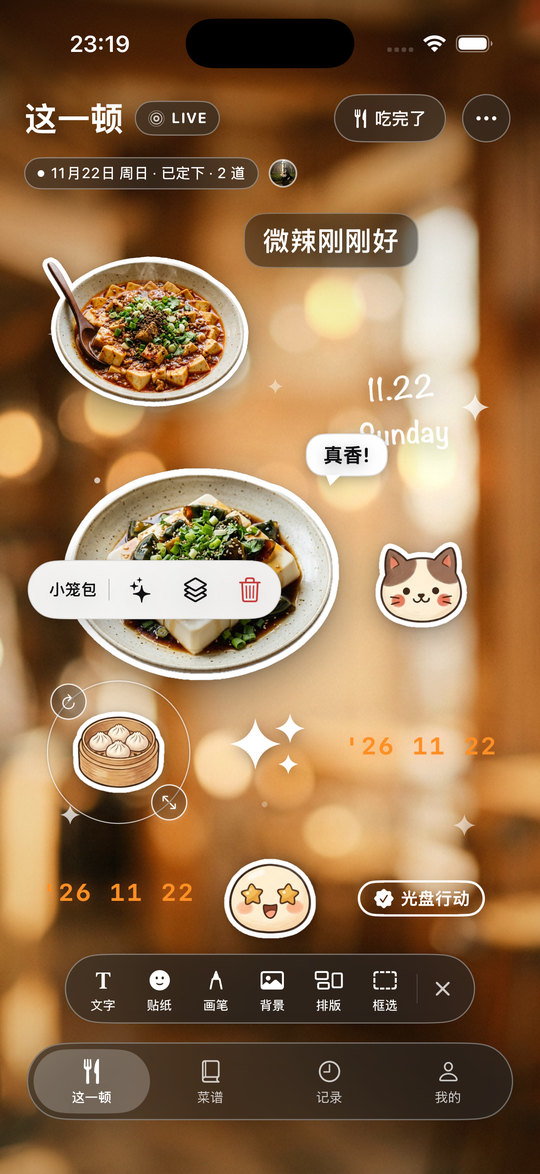 23:19
这一顿
LIVE
吃完了
11月22日 周日 · 已定下 · 2 道
微辣刚刚好
11.22
Sunday
真香!
小笼包
'26 11 22
'26 11 22
光盘行动
文字
贴纸
画笔
背景
排版
框选
这一顿
菜谱
记录
我的